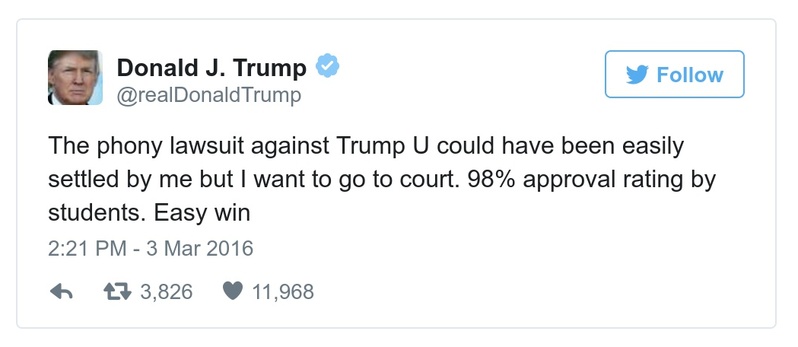 Donald J. Trump
@realDonaldTrump
Follow
The phony lawsuit against Trump U could have been easily
settled by me but I want to go to court. 98% approval rating by
students. Easy win
2:21 PM - 3 Mar 2016
3,826 11,968